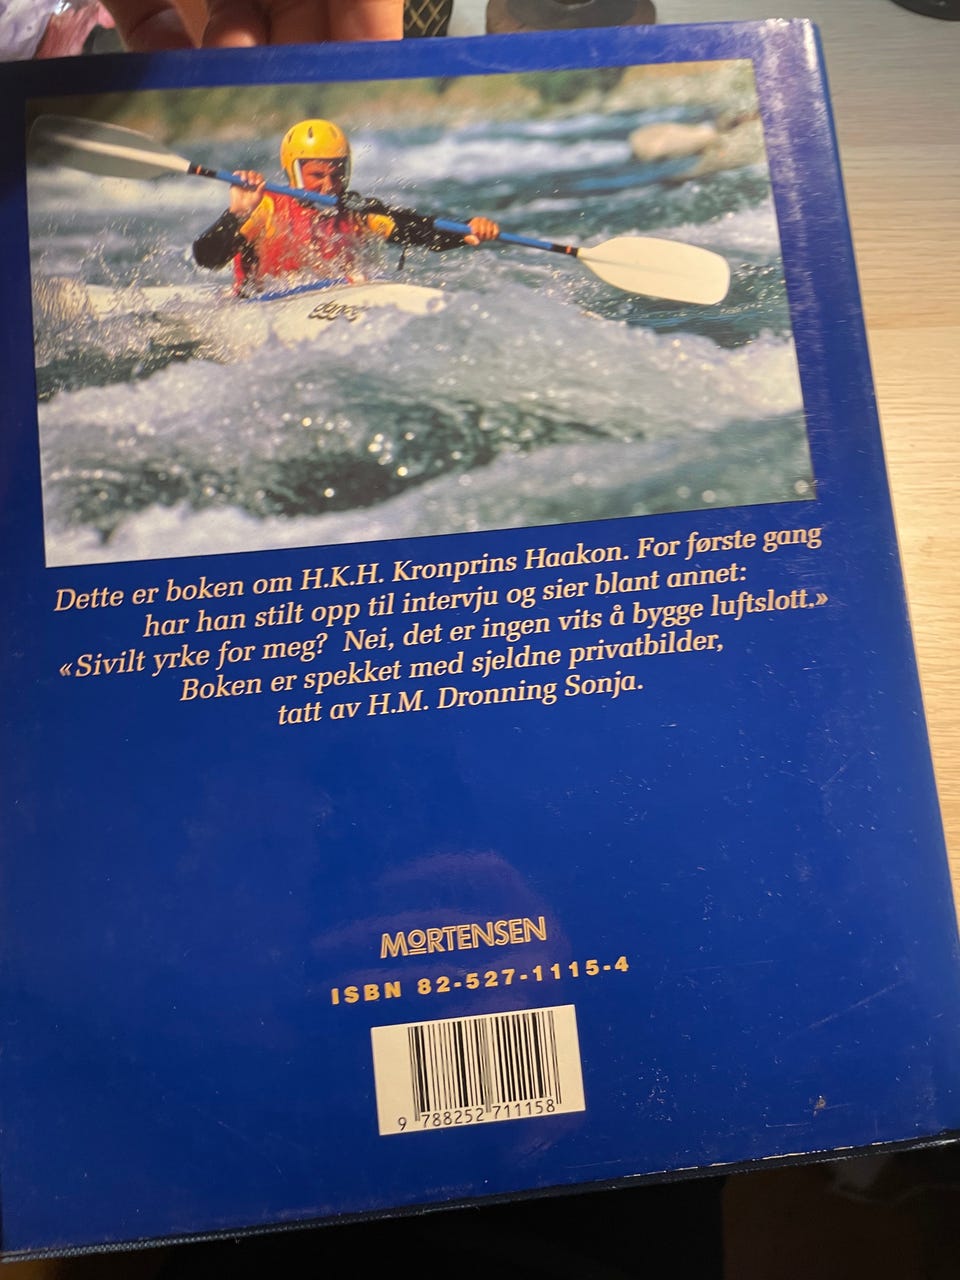 dancer
Dette er boken om H.K.H. Kronprins Haakon. For første gang
har han stilt opp til intervju og sier blant annet:
«Sivilt yrke for meg? Nei, det er ingen vits å bygge luftslott.»
Boken er spekket med sjeldne privatbilder,
tatt av H.M. Dronning Sonja.
MORTENSEN
ISBN 82-527-1115-4
9 788252 711158